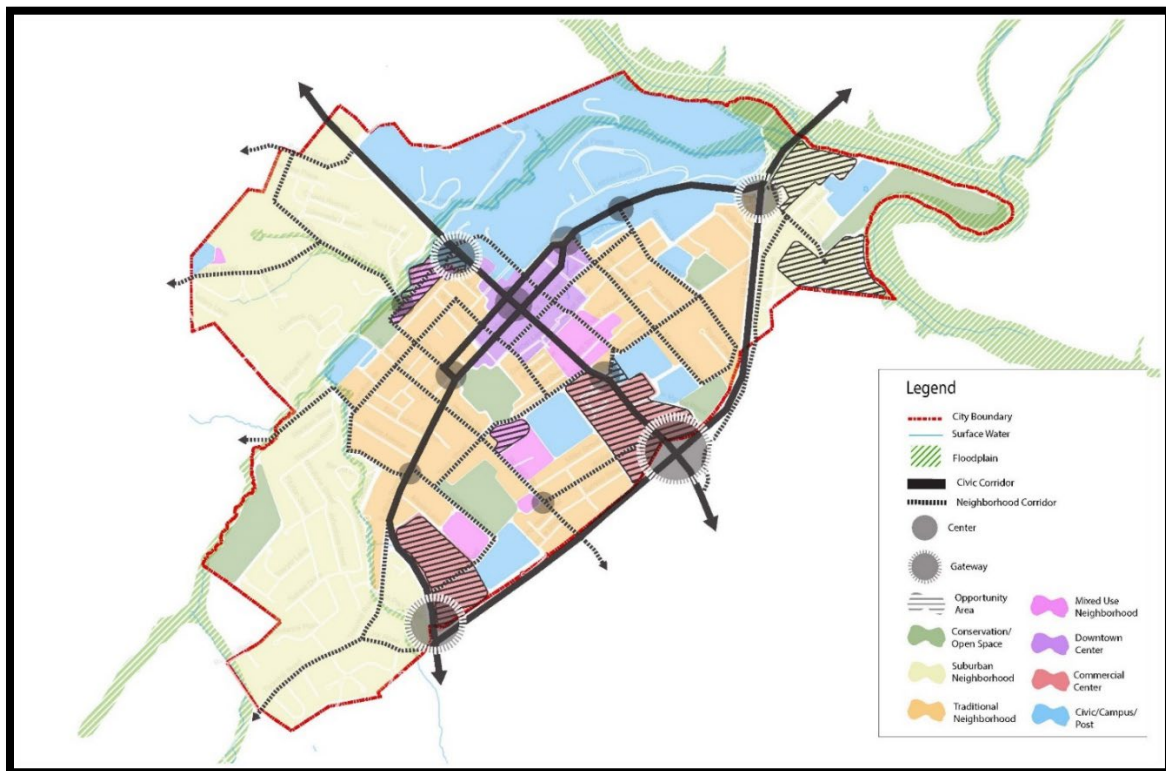 Legend
City Boundary
Surface Water
Floodplain
Civic Corridor
Neighborhood Corridor
Center
Gateway
Opportunity
Area
Conservation/
Open Space
Suburban
Neighborhood
Traditional
Neighborhood
Mixed Use
Neighborhood
Downtown
Center
Commercial
Center
Civic/Campus/
Post